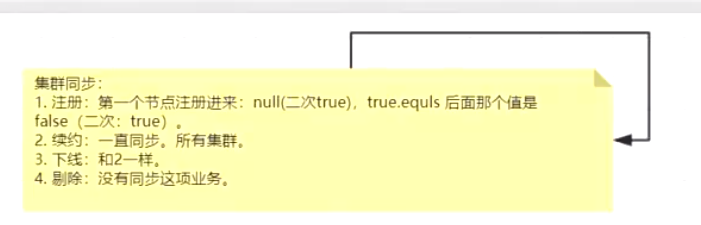 集群同步：
1. 注册：第一个节点注册进来：null(二次true)，true.equls 后面那个值是
false（二次：true）。
2. 续约：一直同步。所有集群。
3. 下线：和2一样。
4. 剔除：没有同步这项业务。